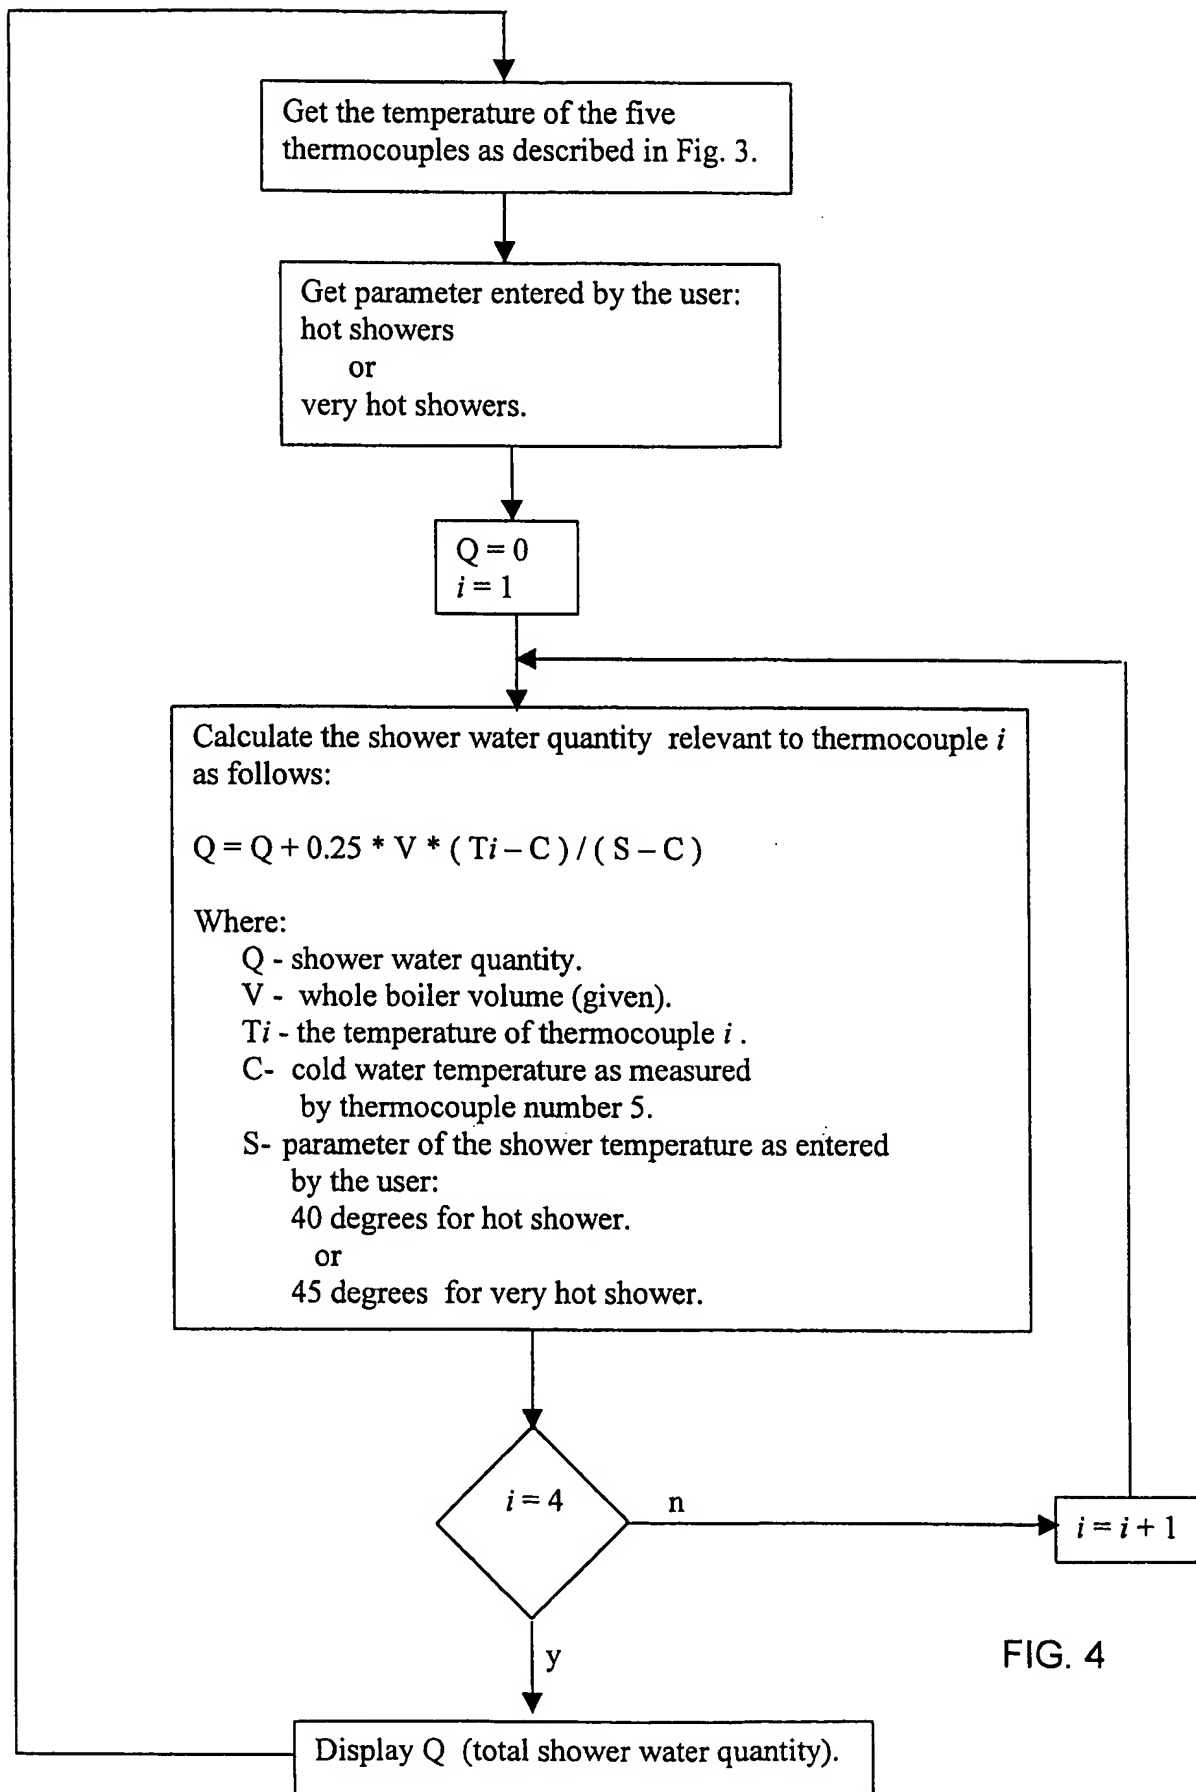 Get the temperature of the five
thermocouples as described in Fig. 3.
Get parameter entered by the user:
hot showers
or
very hot showers.
Q = 0
i = 1
Calculate the shower water quantity relevant to thermocouple i
as follows:
Q = Q + 0.25 * V * ( Ti – C ) / ( S – C )
Where:
Q - shower water quantity.
V - whole boiler volume (given).
Ti - the temperature of thermocouple i .
C- cold water temperature as measured
by thermocouple number 5.
S- parameter of the shower temperature as entered
by the user:
40 degrees for hot shower.
or
45 degrees for very hot shower.
i = 4
n
i = i + 1
y
FIG. 4
Display Q (total shower water quantity).